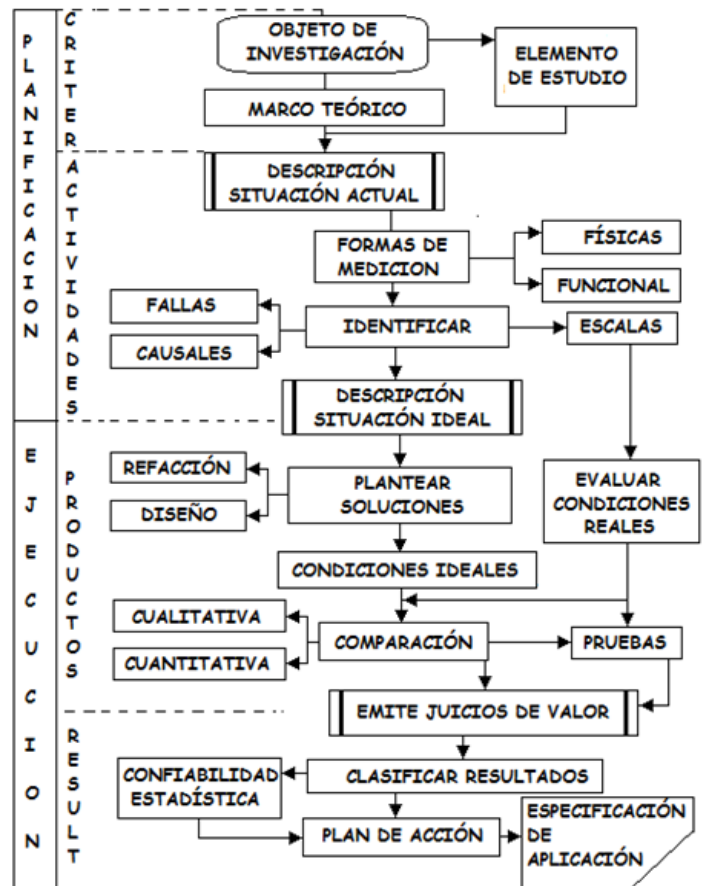 PLANIFICACION
EJECUCION
CRITER
ACTIVIDADES
PRODUCTOS
RESULT
OBJETO DE
INVESTIGACIÓN
ELEMENTO
DE ESTUDIO
MARCO TEÓRICO
DESCRIPCIÓN
SITUACIÓN ACTUAL
FORMAS DE
MEDICION
FÍSICAS
FUNCIONAL
FALLAS
CAUSALES
IDENTIFICAR
ESCALAS
DESCRIPCIÓN
SITUACIÓN IDEAL
REFACCIÓN
DISEÑO
PLANTEAR
SOLUCIONES
EVALUAR
CONDICIONES
REALES
CONDICIONES IDEALES
CUALITATIVA
CUANTITATIVA
COMPARACIÓN
PRUEBAS
EMITE JUICIOS DE VALOR
CONFIABILIDAD
ESTADÍSTICA
CLASIFICAR RESULTADOS
PLAN DE ACCIÓN
ESPECIFICACIÓN
DE
APLICACIÓN